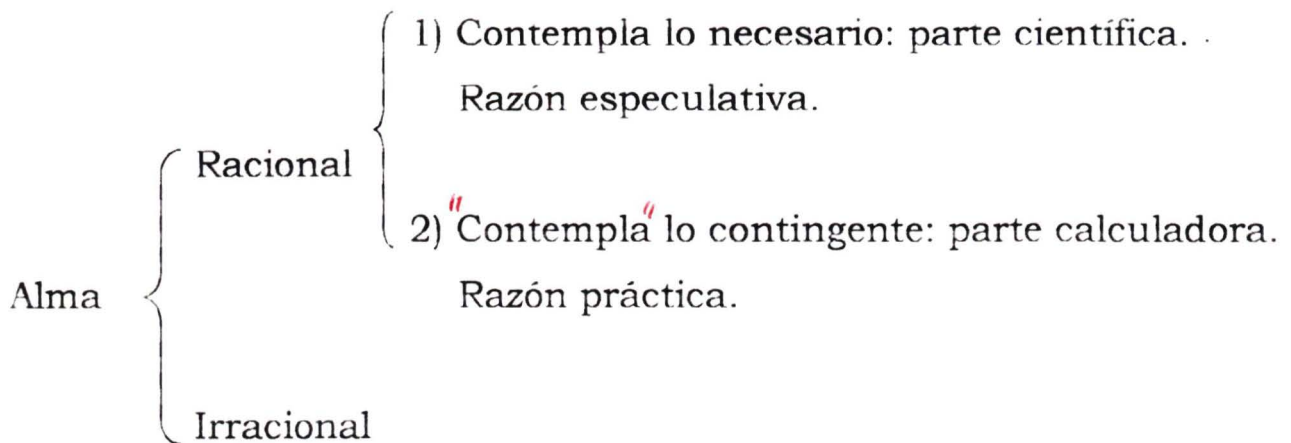 1) Contempla lo necesario: parte científica.
Razón especulativa.
Racional
2) "Contempla" lo contingente: parte calculadora.
Alma
Razón práctica.
Irracional